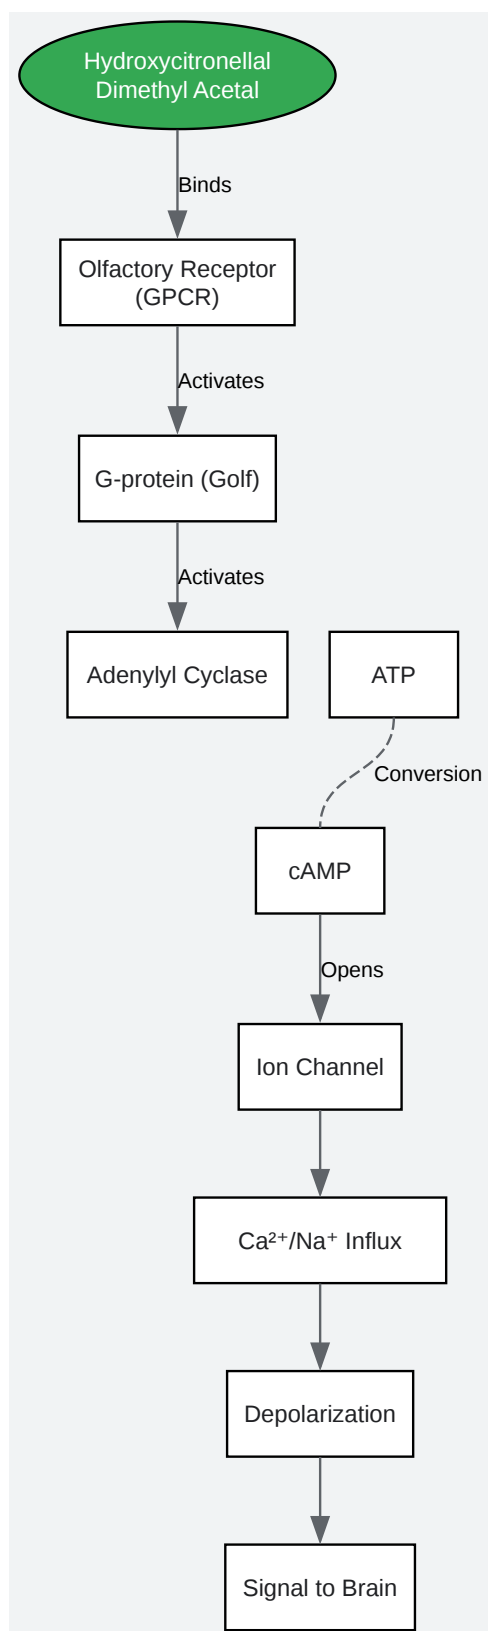 Hydroxycitronellal
Dimethyl Acetal
Binds
Olfactory Receptor
(GPCR)
Activates
G-protein (Golf)
Activates
Adenylyl Cyclase
ATP
Conversion
cAMP
Opens
Ion Channel
Ca²⁺/Na⁺ Influx
Depolarization
Signal to Brain